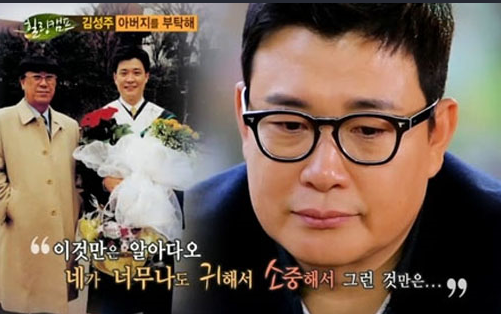 힐링캠프 김성주 아버지를 부탁해
“ 이것만은 알아다오
네가 너무나도 귀해서 소중해서 그런 것만은... ”